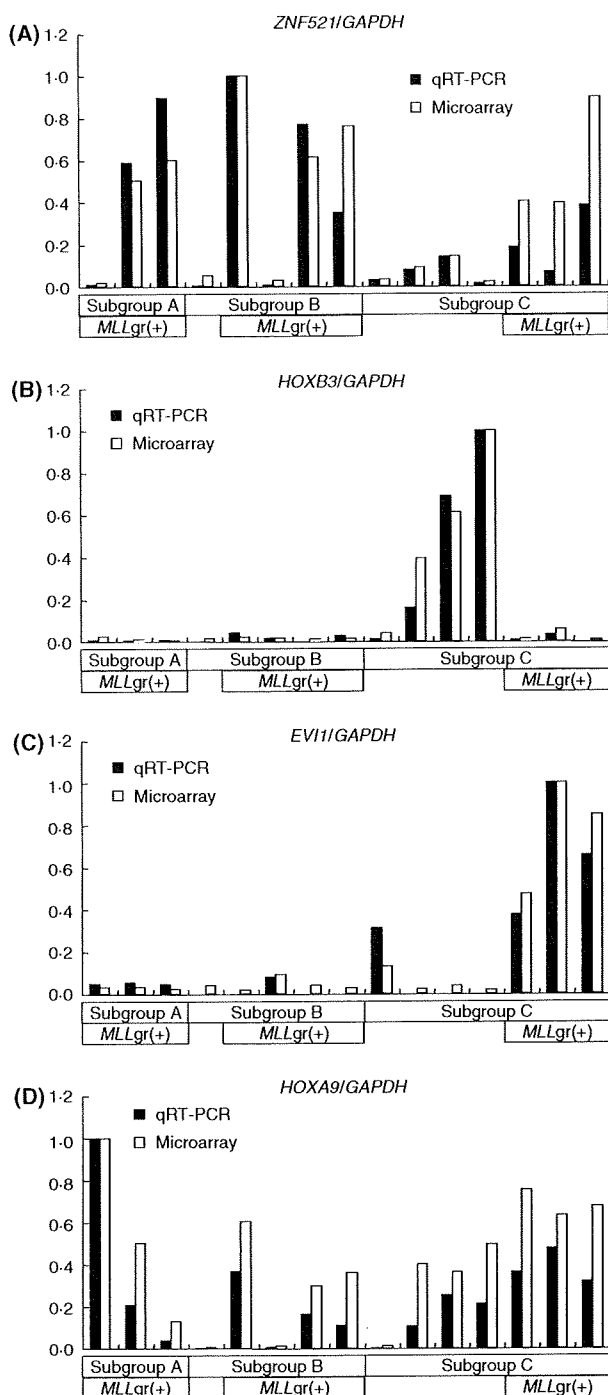 (A) ZNF521/GAPDH
1·2
1·0
0·8
0·6
0·4
0·2
0·0
qRT-PCR
Microarray
Subgroup A Subgroup B Subgroup C
MLLgr(+) MLLgr(+) MLLgr(+)
(B) HOXB3/GAPDH
1·2
1·0
0·8
0·6
0·4
0·2
0·0
qRT-PCR
Microarray
Subgroup A Subgroup B Subgroup C
MLLgr(+) MLLgr(+) MLLgr(+)
(C) EVI1/GAPDH
1·2
1·0
0·8
0·6
0·4
0·2
0·0
qRT-PCR
Microarray
Subgroup A Subgroup B Subgroup C
MLLgr(+) MLLgr(+) MLLgr(+)
(D) HOXA9/GAPDH
1·2
1·0
0·8
0·6
0·4
0·2
0·0
qRT-PCR
Microarray
Subgroup A Subgroup B Subgroup C
MLLgr(+) MLLgr(+) MLLgr(+)